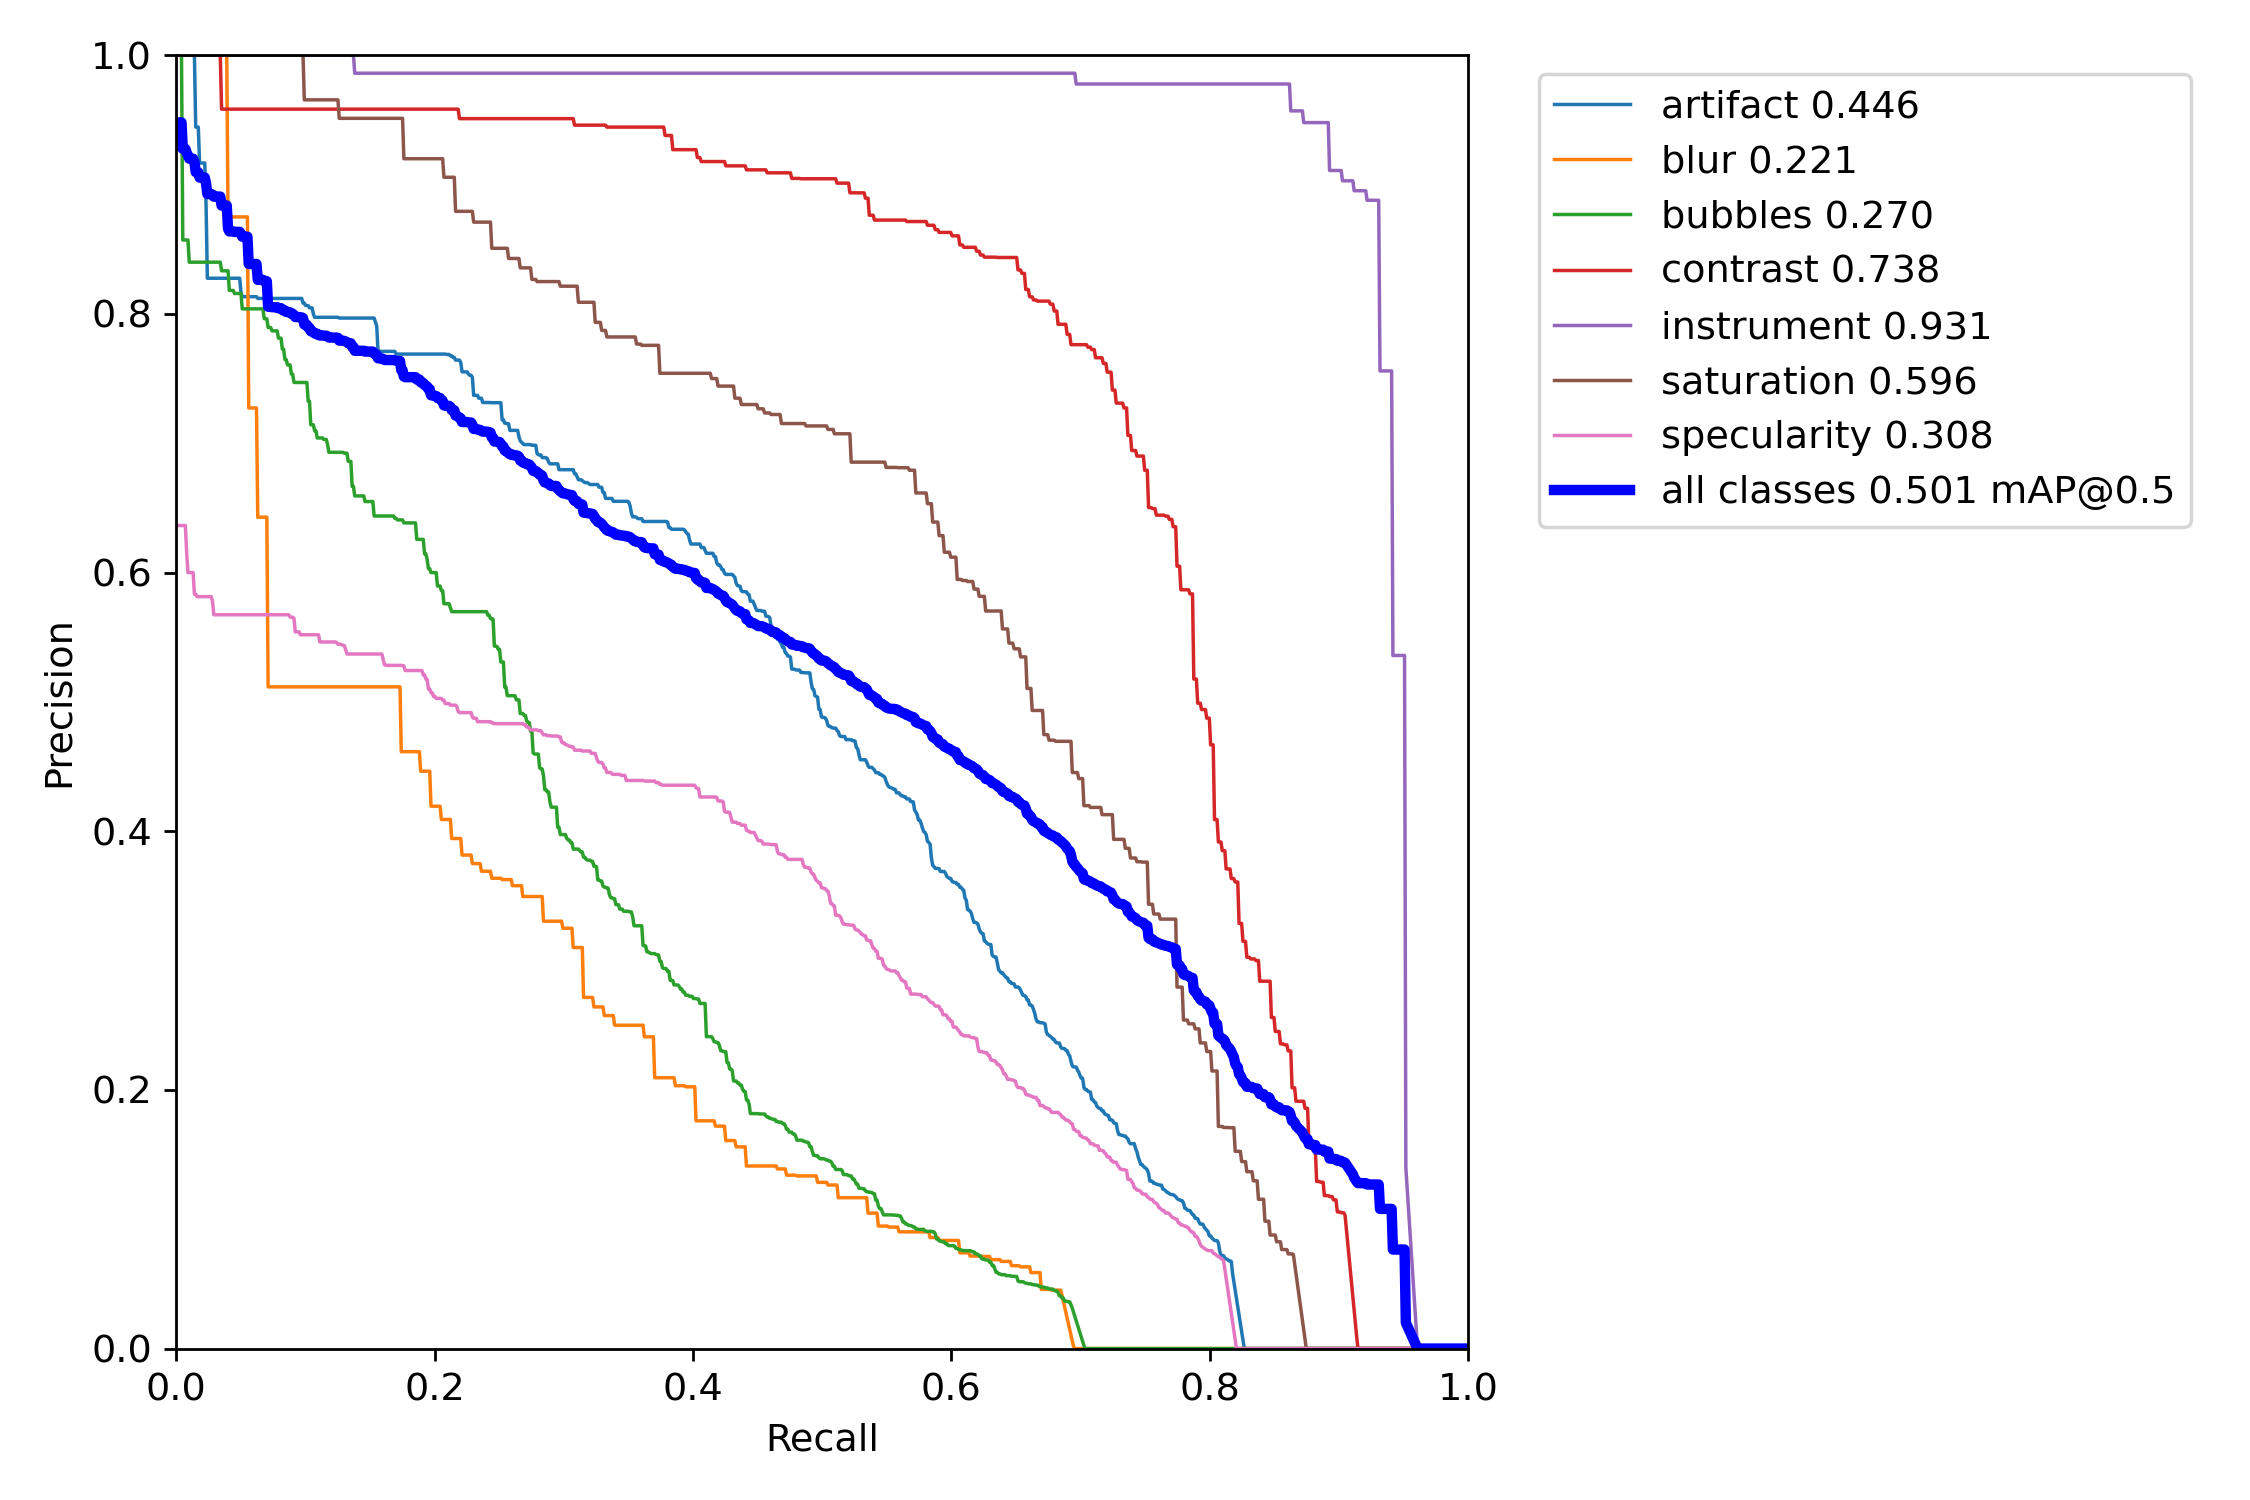 1.0
0.8
0.6
0.4
0.2
0.0
Precision
0.0 0.2 0.4 0.6 0.8 1.0
Recall
artifact 0.446
blur 0.221
bubbles 0.270
contrast 0.738
instrument 0.931
saturation 0.596
specularity 0.308
all classes 0.501 mAP@0.5